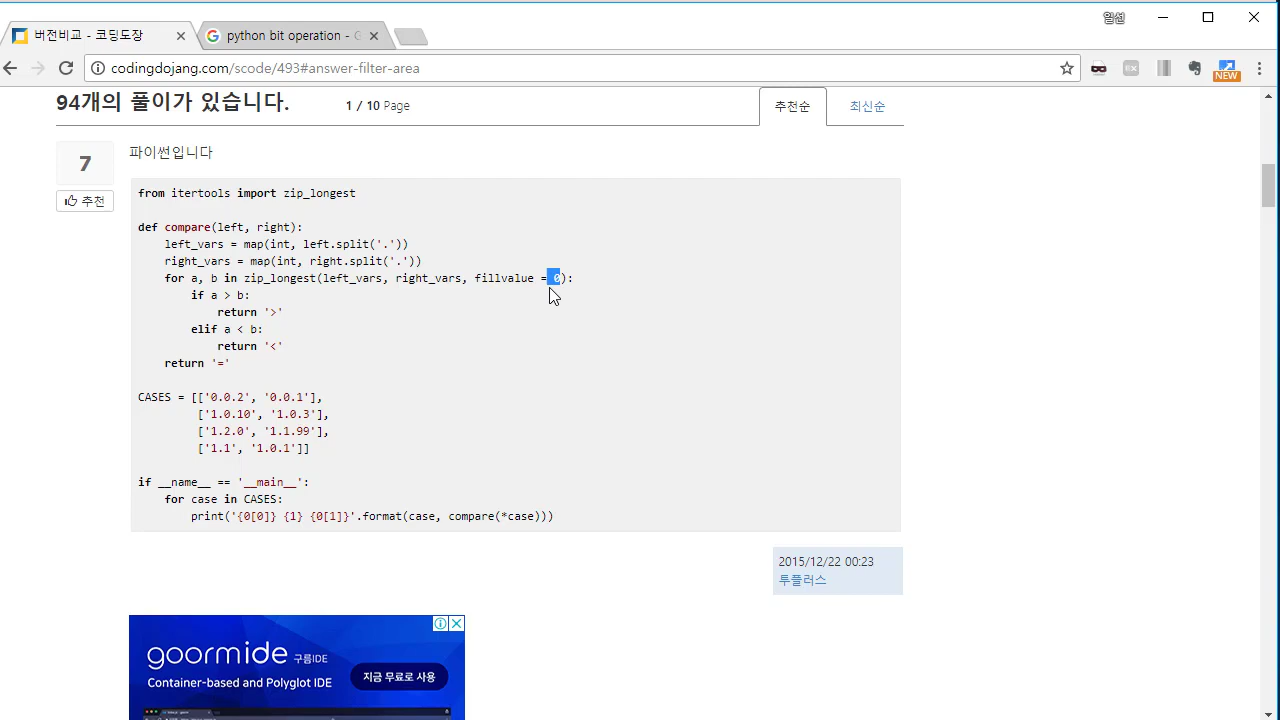 일션
버전비교 - 코딩도장
python bit operation - G
codingdojang.com/scode/493#answer-filter-area
NEW
94개의 풀이가 있습니다.
1 / 10 Page
추천순
최신순
7
추천
파이썬입니다
from itertools import zip_longest
def compare(left, right):
    left_vars = map(int, left.split('.'))
    right_vars = map(int, right.split('.'))
    for a, b in zip_longest(left_vars, right_vars, fillvalue = 0):
        if a > b:
            return '>'
        elif a < b:
            return '<'
    return '='
CASES = [['0.0.2', '0.0.1'],
         ['1.0.10', '1.0.3'],
         ['1.2.0', '1.1.99'],
         ['1.1', '1.0.1']]
if __name__ == '__main__':
    for case in CASES:
        print('{0[0]} {1} {0[1]}'.format(case, compare(*case)))
2015/12/22 00:23
투플러스
goormide 구름IDE
Container-based and Polyglot IDE
지금 무료로 사용